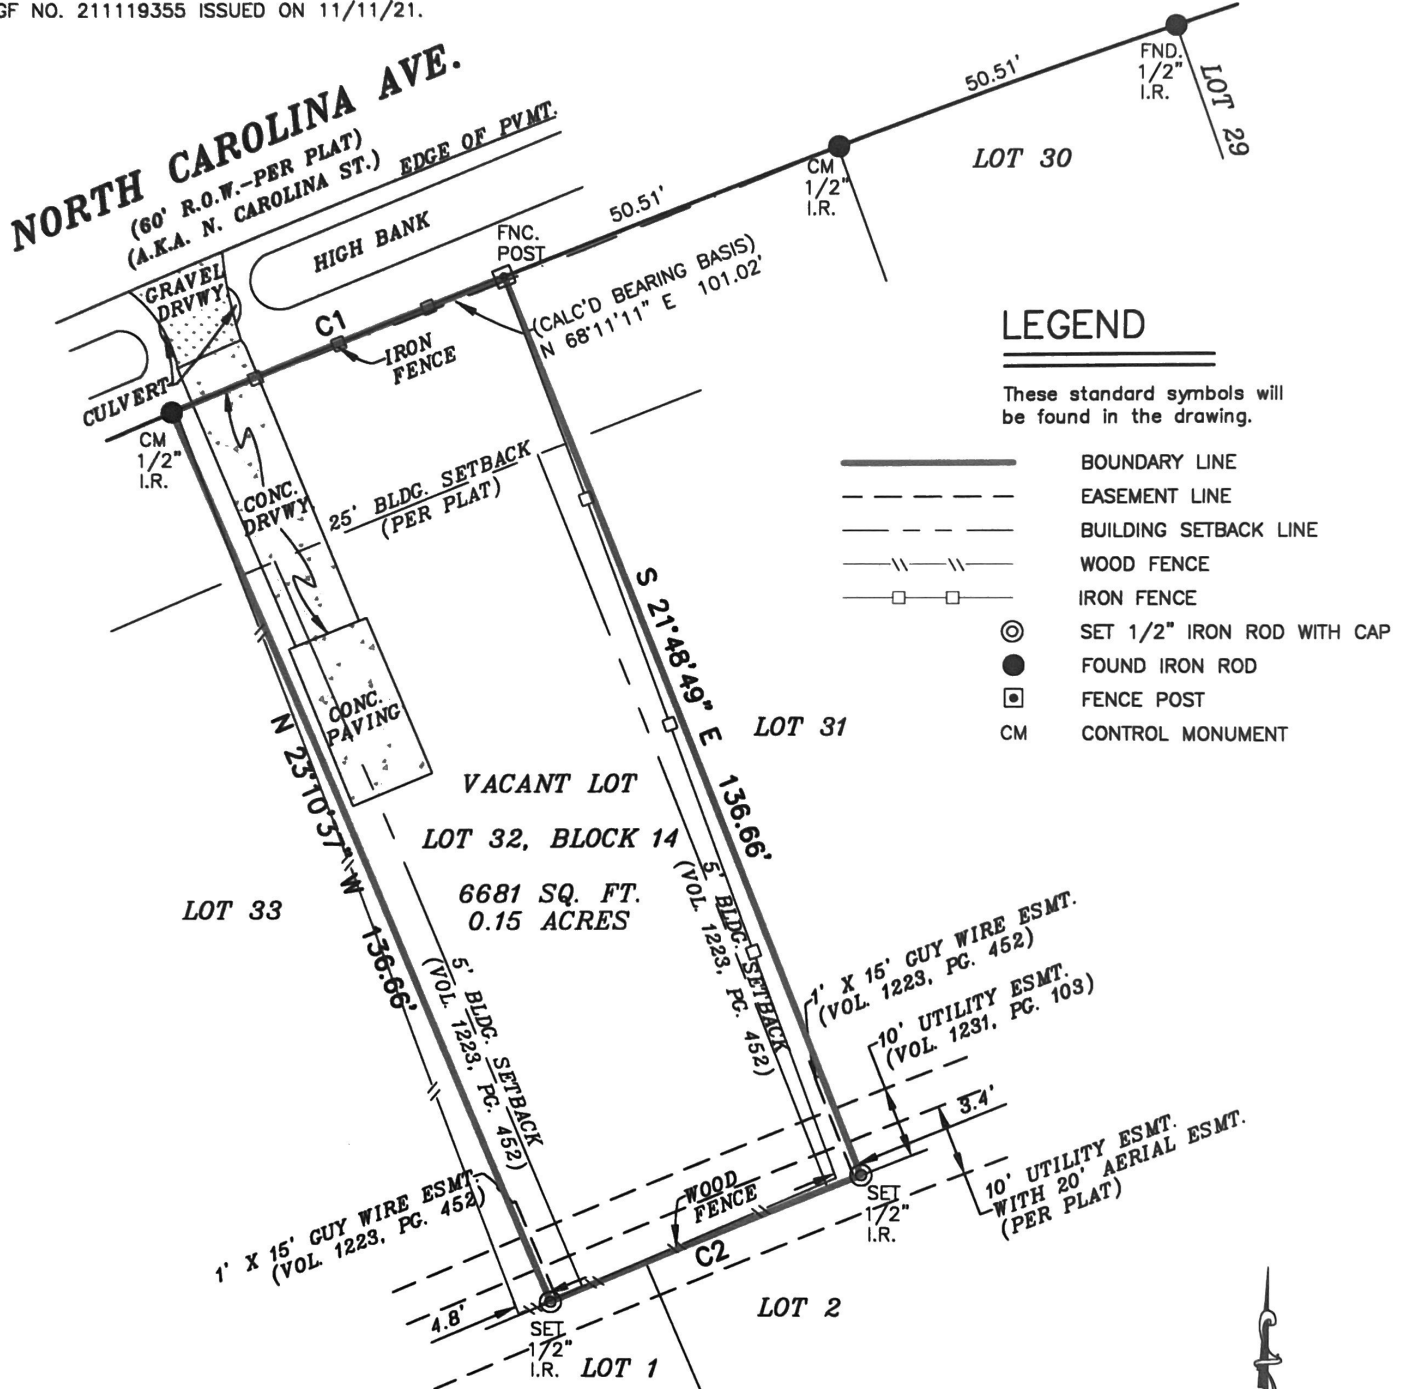 GF NO. 211119355 ISSUED ON 11/11/21.
NORTH CAROLINA AVE.
(60' R.O.W.-PER PLAT)
(A.K.A. N. CAROLINA ST.)
EDGE OF PVMT.
HIGH BANK
GRAVEL
DRVWY
CULVERT
CM
1/2"
I.R.
C1
IRON
FENCE
FNC.
POST
50.51'
(CALC'D BEARING BASIS)
N 68°11'11" E 101.02'
CM
1/2"
I.R.
50.51'
FND.
1/2"
I.R.
LOT 29
LOT 30
CONC.
DRVWY
25' BLDG. SETBACK
(PER PLAT)
CONC.
PAVING
S 21°48'49" E 136.66'
LOT 31
N 23°10'37" W 136.66'
VACANT LOT
LOT 32, BLOCK 14
6681 SQ. FT.
0.15 ACRES
LOT 33
5' BLDG. SETBACK
(VOL. 1223, PG. 452)
5' BLDG. SETBACK
(VOL. 1223, PG. 452)
1' X 15' GUY WIRE ESMT.
(VOL. 1223, PG. 452)
10' UTILITY ESMT.
(VOL. 1231, PG. 103)
3.4'
10' UTILITY ESMT.
WITH 20' AERIAL ESMT.
(PER PLAT)
1' X 15' GUY WIRE ESMT.
(VOL. 1223, PG. 452)
WOOD
FENCE
C2
SET
1/2"
I.R.
4.8'
SET
1/2"
I.R.
LOT 1
LOT 2
LEGEND
These standard symbols will
be found in the drawing.
BOUNDARY LINE
EASEMENT LINE
BUILDING SETBACK LINE
WOOD FENCE
IRON FENCE
SET 1/2" IRON ROD WITH CAP
FOUND IRON ROD
FENCE POST
CM CONTROL MONUMENT